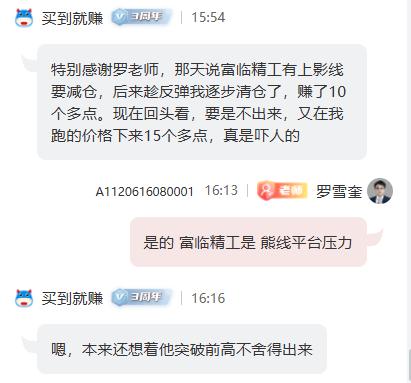 买到就赚 V 3周年 15:54
特别感谢罗老师，那天说富临精工有上影线
要减仓，后来趁反弹我逐步清仓了，赚了10
个多点。现在回头看，要是不出来，又在我
跑的价格下来15个多点，真是吓人的
A1120616080001 16:13 老师 罗雪奎
是的 富临精工是 熊线平台压力
买到就赚 V 3周年 16:16
嗯，本来还想着他突破前高不舍得出来